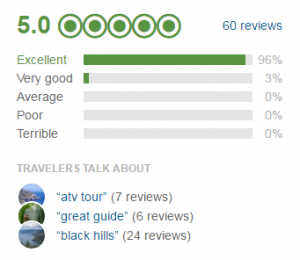 5.0 60 reviews
Excellent 96%
Very good 3%
Average 0%
Poor 0%
Terrible 0%
TRAVELERS TALK ABOUT
“atv tour” (7 reviews)
“great guide” (6 reviews)
“black hills” (24 reviews)